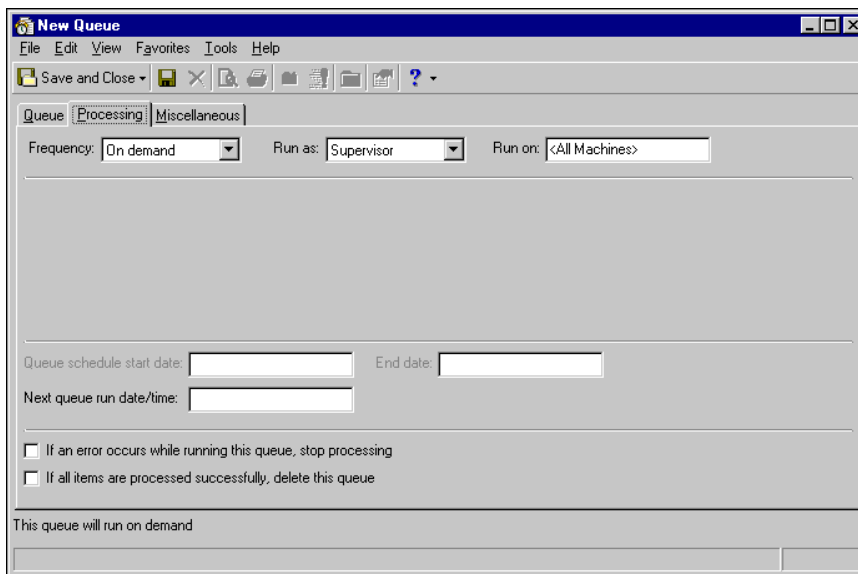 New Queue
File Edit View Favorites Tools Help
Save and Close ?
Queue Processing Miscellaneous
Frequency: On demand Run as: Supervisor Run on: <All Machines>
Queue schedule start date: End date:
Next queue run date/time:
If an error occurs while running this queue, stop processing
If all items are processed successfully, delete this queue
This queue will run on demand